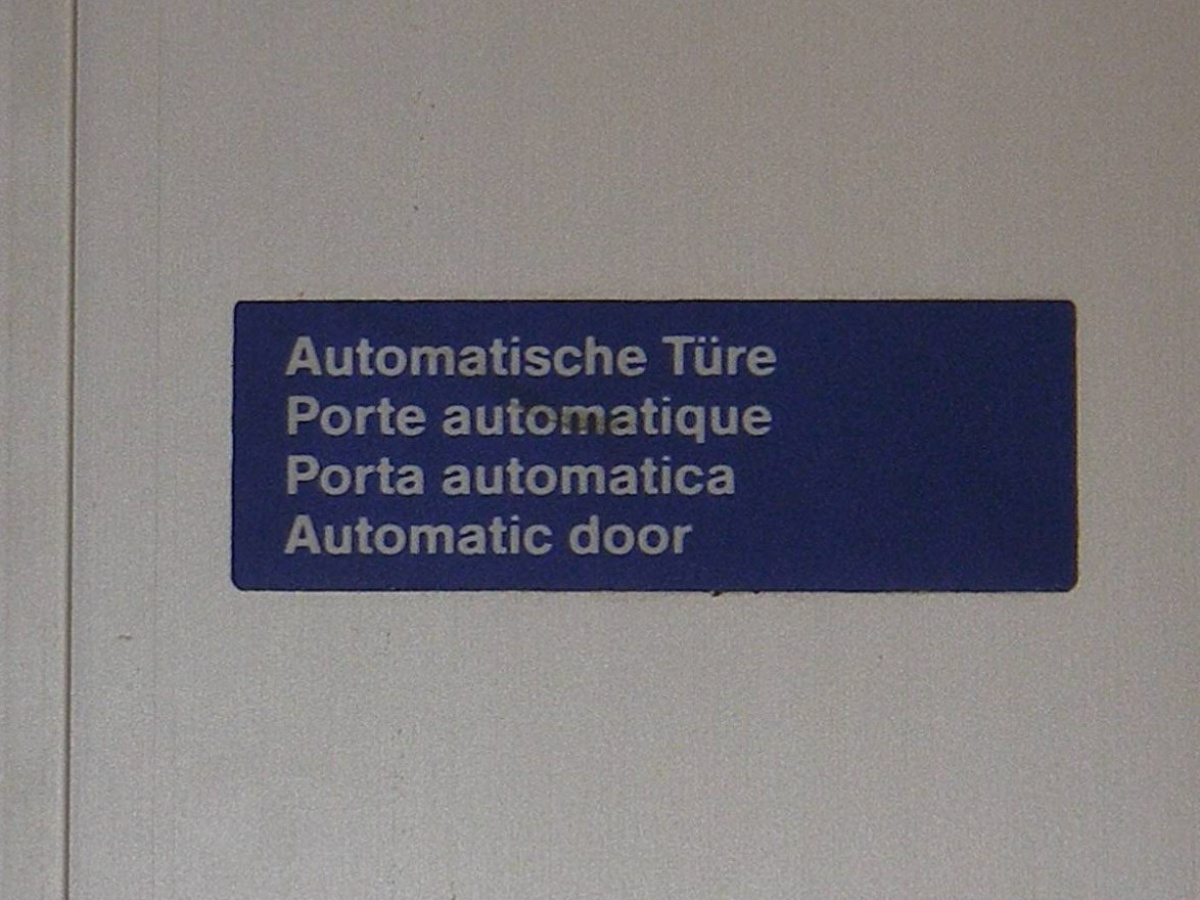 Automatische Türe
Porte automatique
Porta automatica
Automatic door